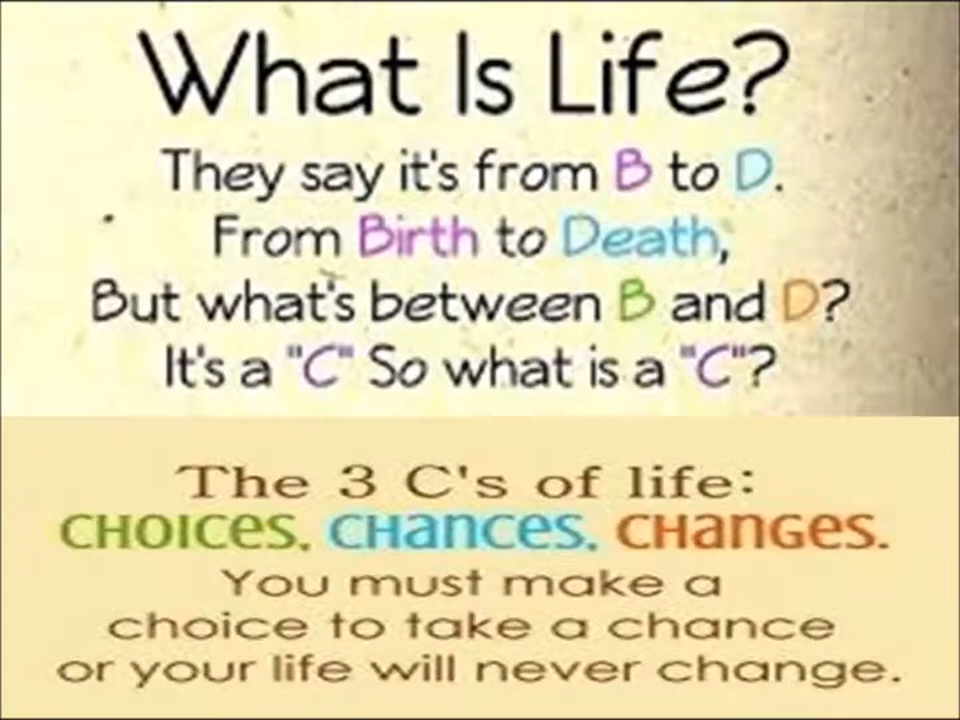 What Is Life?
They say it's from B to D.
From Birth to Death,
But what's between B and D?
It's a "C" So what is a "C"?
The 3 C's of life:
CHOICES. CHANCES. CHANGES.
You must make a
choice to take a chance
or your life will never change.